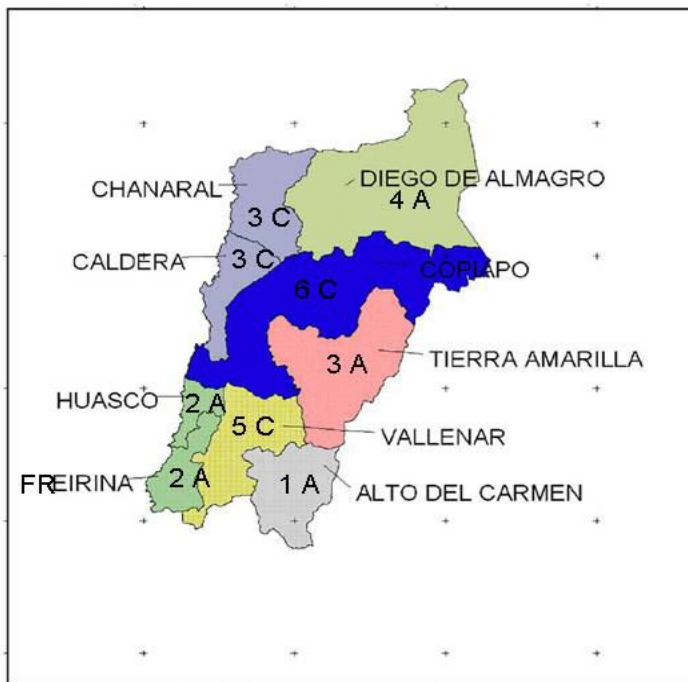 CHANARAL
DIEGO DE ALMAGRO
4 A
3 C
CALDERA
3 C
COPIAPO
6 C
TIERRA AMARILLA
3 A
HUASCO
2 A
5 C
VALLENAR
FREIRINA
2 A
1 A
ALTO DEL CARMEN